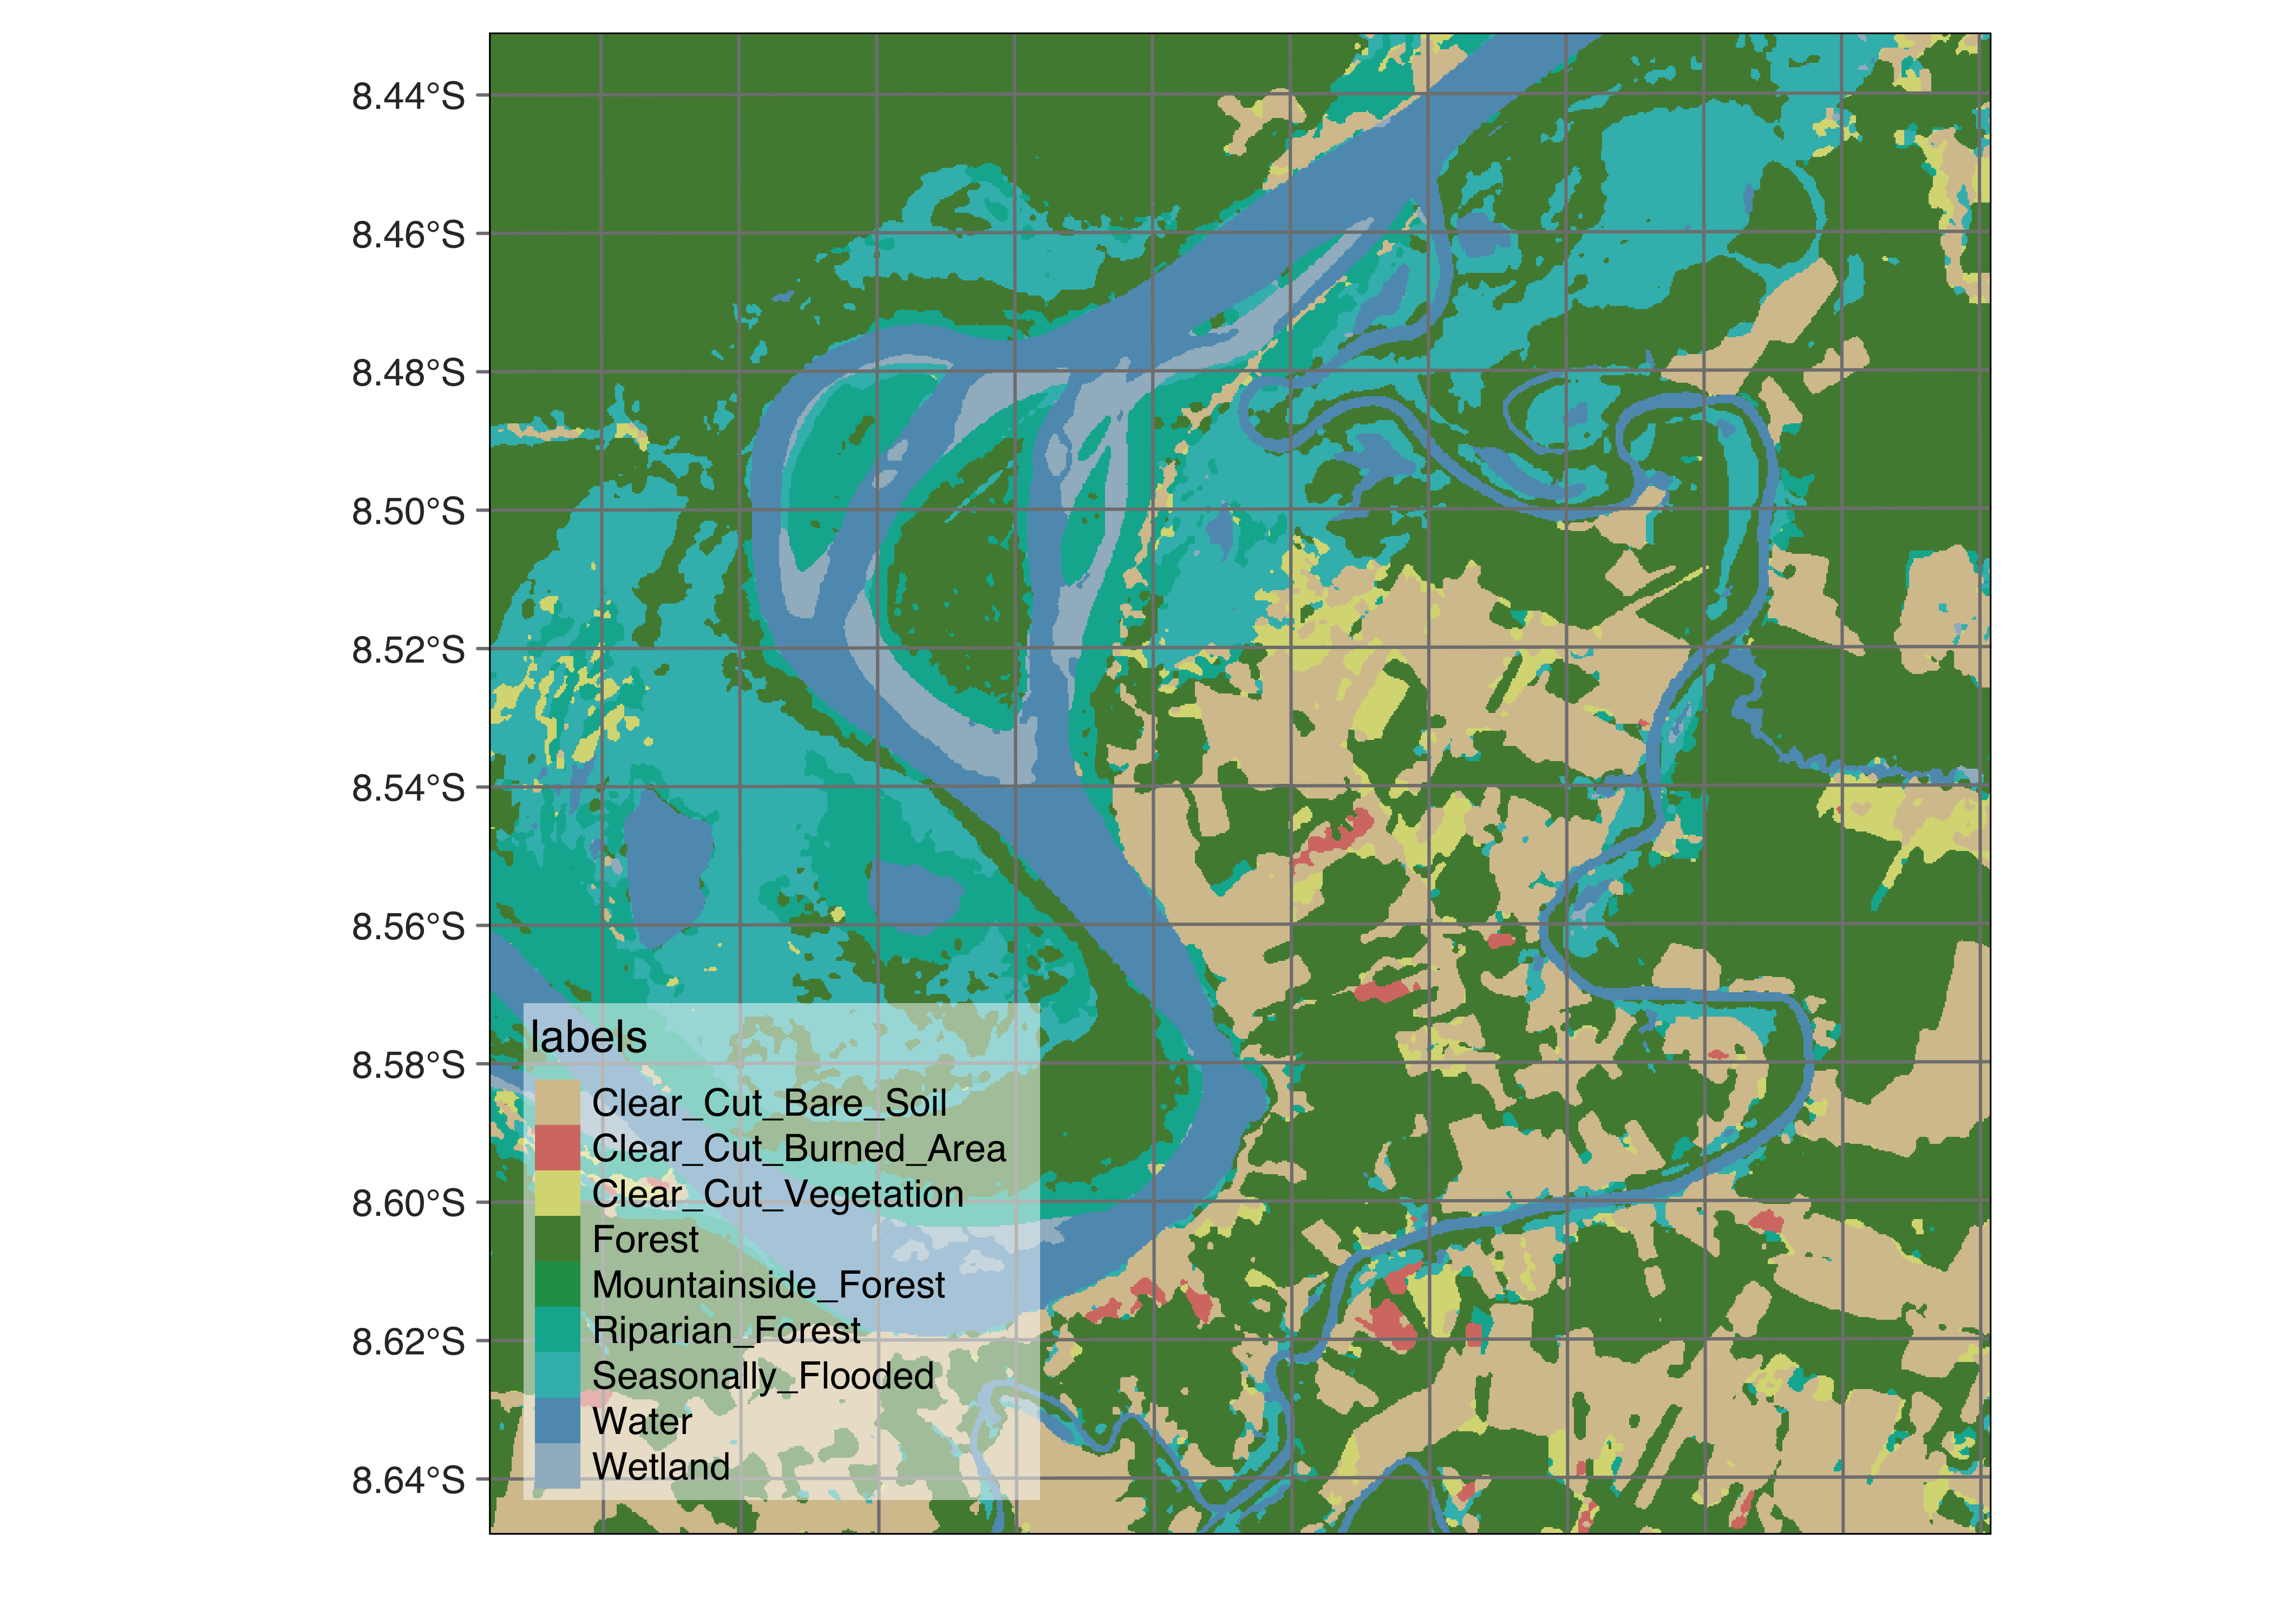 8.44°S
8.46°S
8.48°S
8.50°S
8.52°S
8.54°S
8.56°S
8.58°S
8.60°S
8.62°S
8.64°S
labels
Clear_Cut_Bare_Soil
Clear_Cut_Burned_Area
Clear_Cut_Vegetation
Forest
Mountainside_Forest
Riparian_Forest
Seasonally_Flooded
Water
Wetland